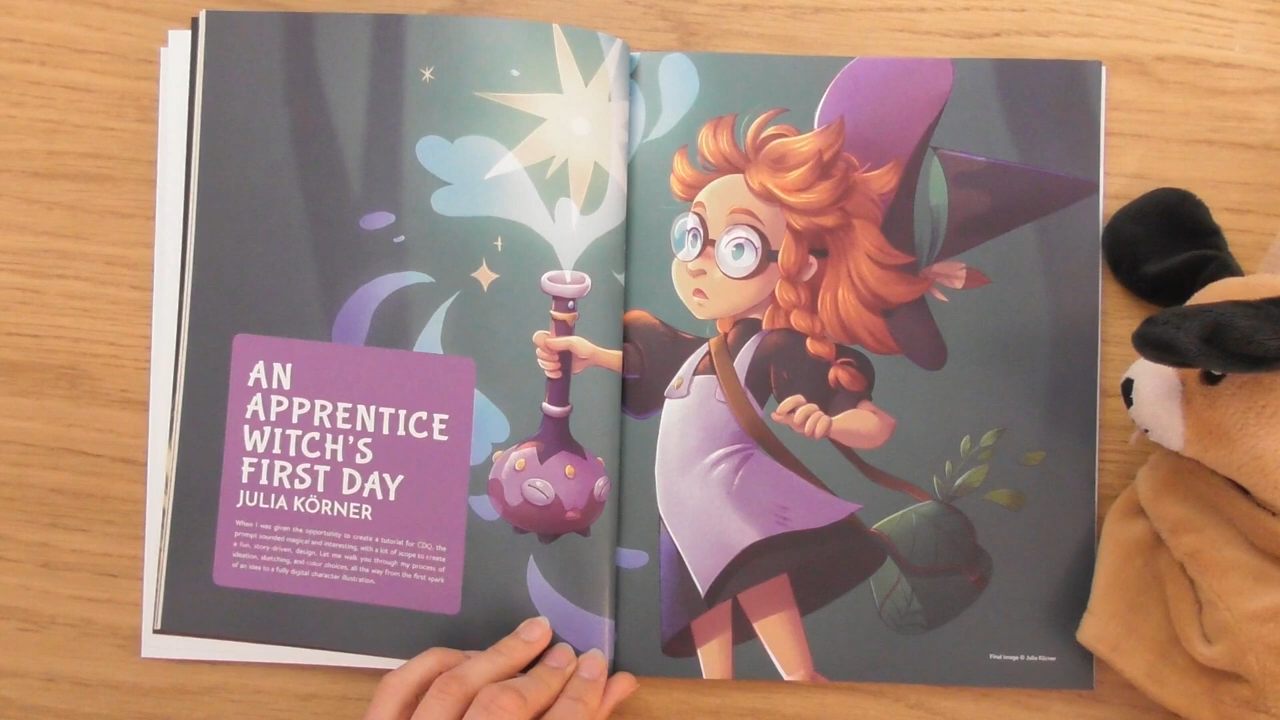 AN
APPRENTICE
WITCH'S
FIRST DAY
JULIA KÖRNER
When I was given the opportunity to create a tutorial for CDQ, the
prompt sounded magical and interesting, with a lot of scope to create
a fun, story-driven, design. Let me walk you through my process of
ideation, sketching, and color choices, all the way from the first spark
of an idea to a fully digital character illustration.
Final image © Julia Körner